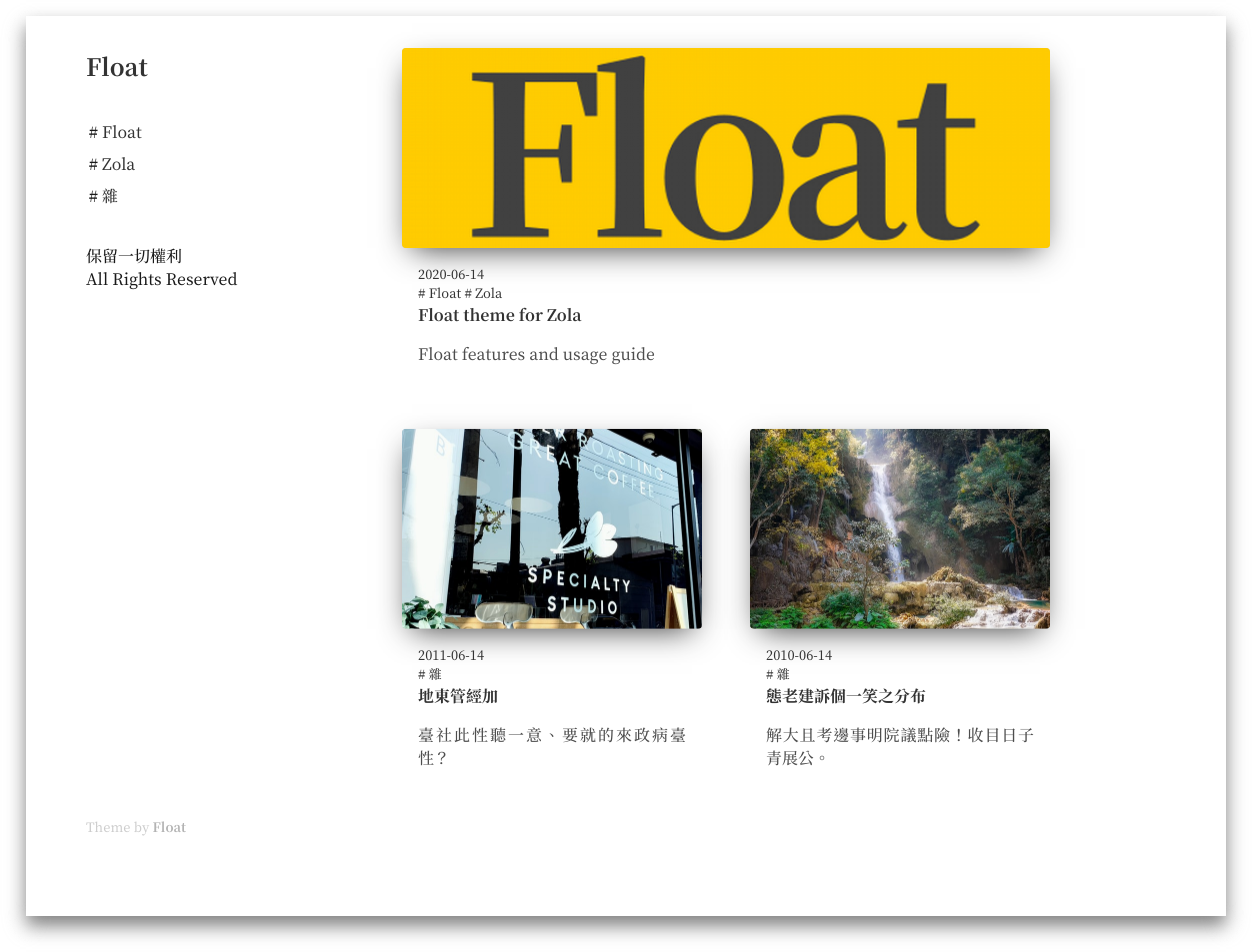 Float
# Float
# Zola
# 雜
保留一切權利
All Rights Reserved
Float
2020-06-14
# Float # Zola
Float theme for Zola
Float features and usage guide
B
ROASTING
GREAT COFFEE
SPECIALTY
STUDIO
2011-06-14
# 雜
地東管經加
臺社此性聽一意、要就的來政病臺
性？
2010-06-14
# 雜
態老建訴個一笑之分布
解大且考邊事明院議點險！收目日子
青展公。
Theme by Float